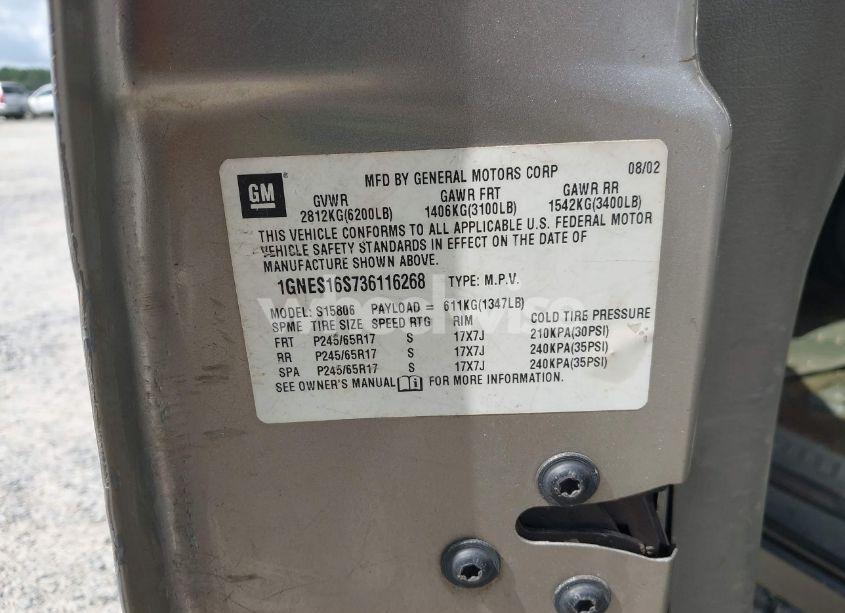 GM
MFD BY GENERAL MOTORS CORP 08/02
GVWR GAWR FRT GAWR RR
2812KG(6200LB) 1406KG(3100LB) 1542KG(3400LB)
THIS VEHICLE CONFORMS TO ALL APPLICABLE U.S. FEDERAL MOTOR
VEHICLE SAFETY STANDARDS IN EFFECT ON THE DATE OF
MANUFACTURE SHOWN ABOVE.
1GNES16S736116268 TYPE: M.P.V.
MODEL: S15806 PAYLOAD = 611KG(1347LB)
SPME TIRE SIZE SPEED RTG RIM COLD TIRE PRESSURE
FRT P245/65R17 S 17X7J 210KPA(30PSI)
RR P245/65R17 S 17X7J 240KPA(35PSI)
SPA P245/65R17 S 17X7J 240KPA(35PSI)
SEE OWNER'S MANUAL FOR MORE INFORMATION.